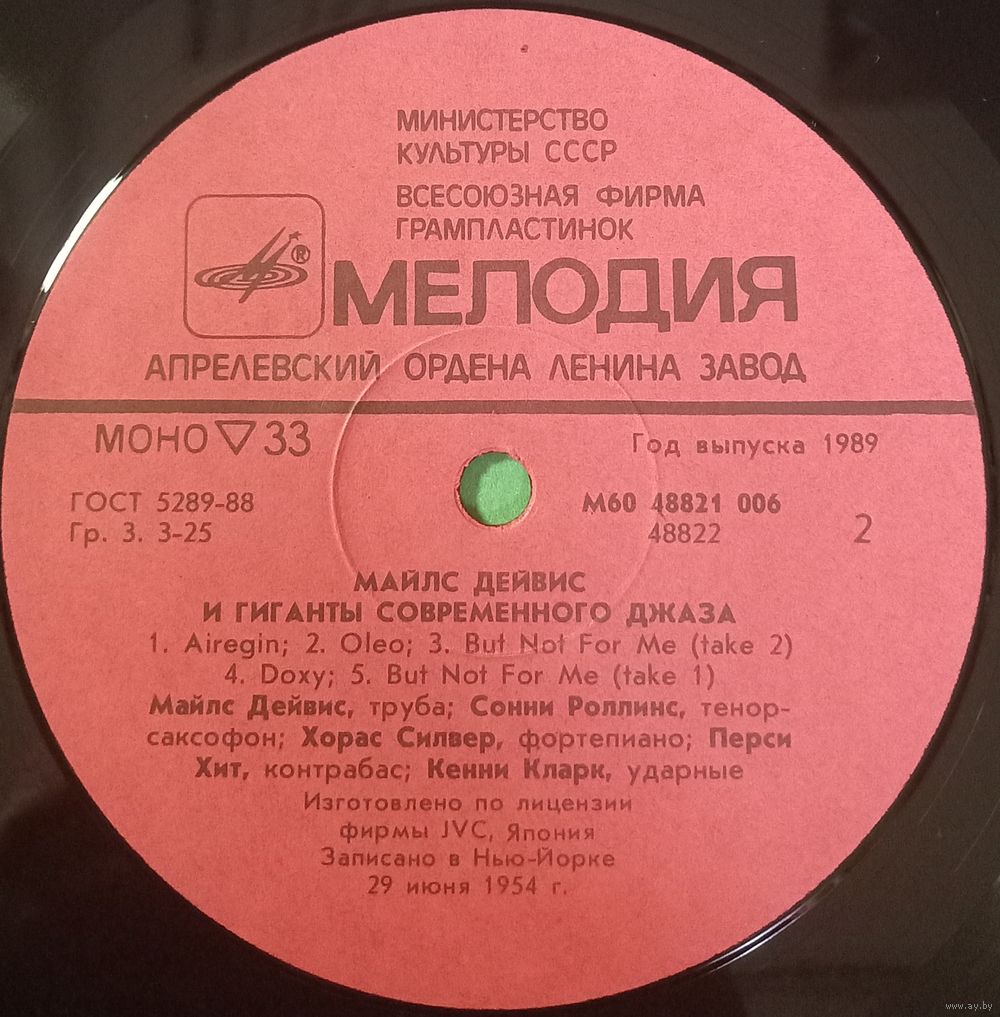 МИНИСТЕРСТВО
КУЛЬТУРЫ СССР
ВСЕСОЮЗНАЯ ФИРМА
ГРАМПЛАСТИНОК
®
МЕЛОДИЯ
АПРЕЛЕВСКИЙ ОРДЕНА ЛЕНИНА ЗАВОД
МОНО ▽ 33
Год выпуска 1989
ГОСТ 5289-88
Гр. 3. 3-25
М60 48821 006
48822
2
МАЙЛС ДЕЙВИС
И ГИГАНТЫ СОВРЕМЕННОГО ДЖАЗА
1. Airegin; 2. Oleo; 3. But Not For Me (take 2)
4. Doxy; 5. But Not For Me (take 1)
Майлс Дейвис, труба; Сонни Роллинс, тенор-
саксофон; Хорас Силвер, фортепиано; Перси
Хит, контрабас; Кенни Кларк, ударные
Изготовлено по лицензии
фирмы JVC, Япония
Записано в Нью-Йорке
29 июня 1954 г.
www.ay.by